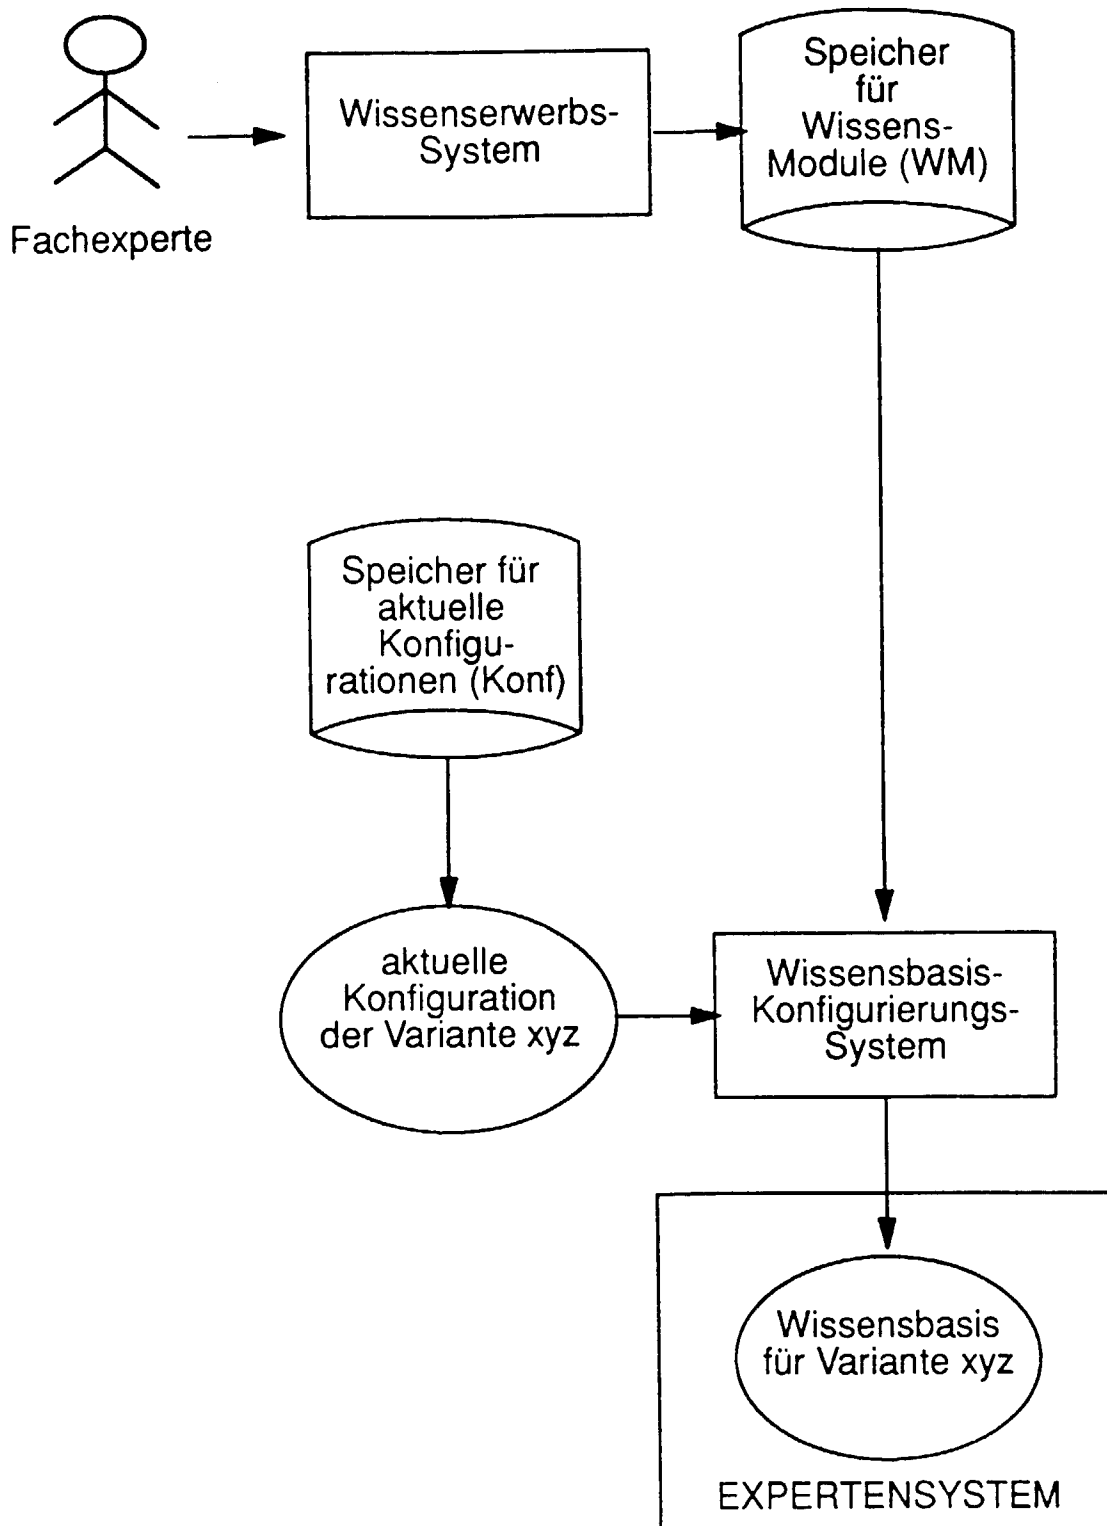 Fachexperte
Wissenserwerbs-
System
Speicher
für
Wissens-
Module (WM)
Speicher für
aktuelle
Konfigu-
rationen (Konf)
aktuelle
Konfiguration
der Variante xyz
Wissensbasis-
Konfigurierungs-
System
Wissensbasis
für Variante xyz
EXPERTENSYSTEM